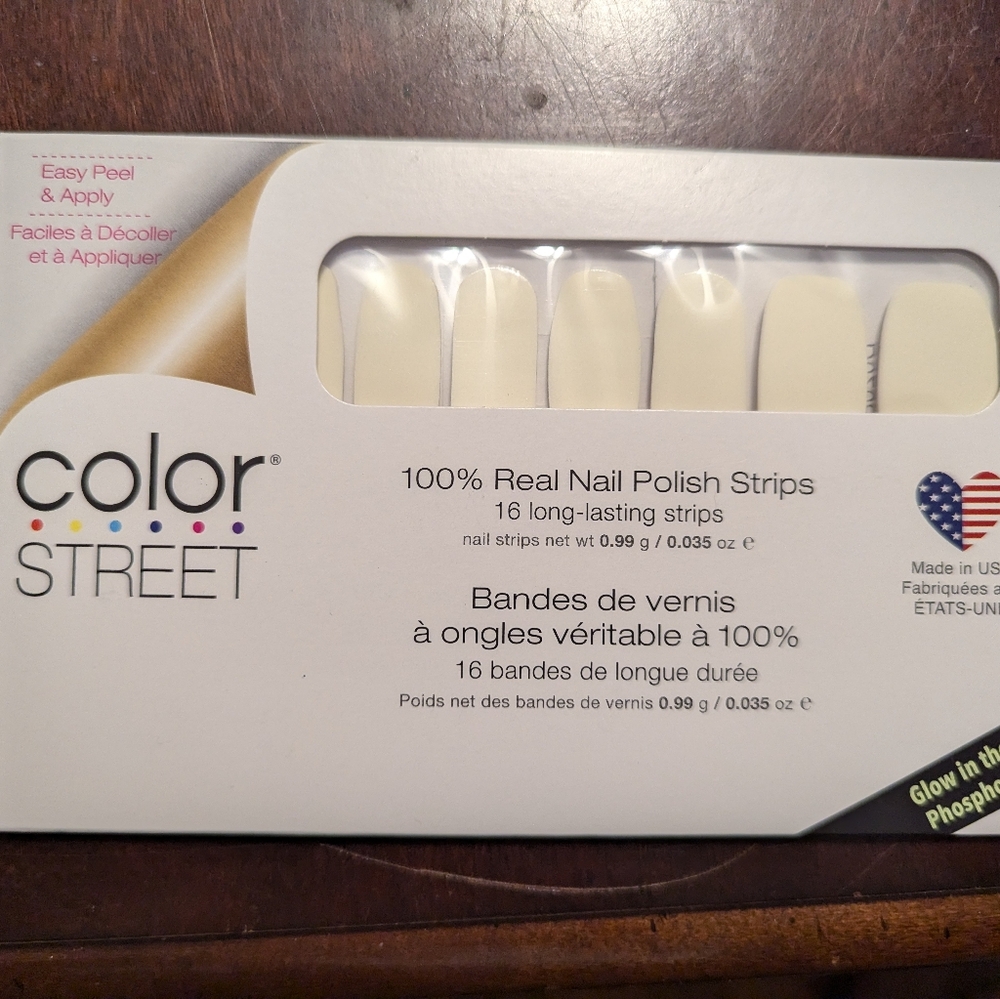 Easy Peel
& Apply
Faciles à Décoller
et à Appliquer
color®
STREET
100% Real Nail Polish Strips
16 long-lasting strips
nail strips net wt 0.99 g / 0.035 oz ℮
Bandes de vernis
à ongles véritable à 100%
16 bandes de longue durée
Poids net des bandes de vernis 0.99 g / 0.035 oz ℮
Made in US
Fabriquées a
ÉTATS-UNI
Glow in th
Phospho